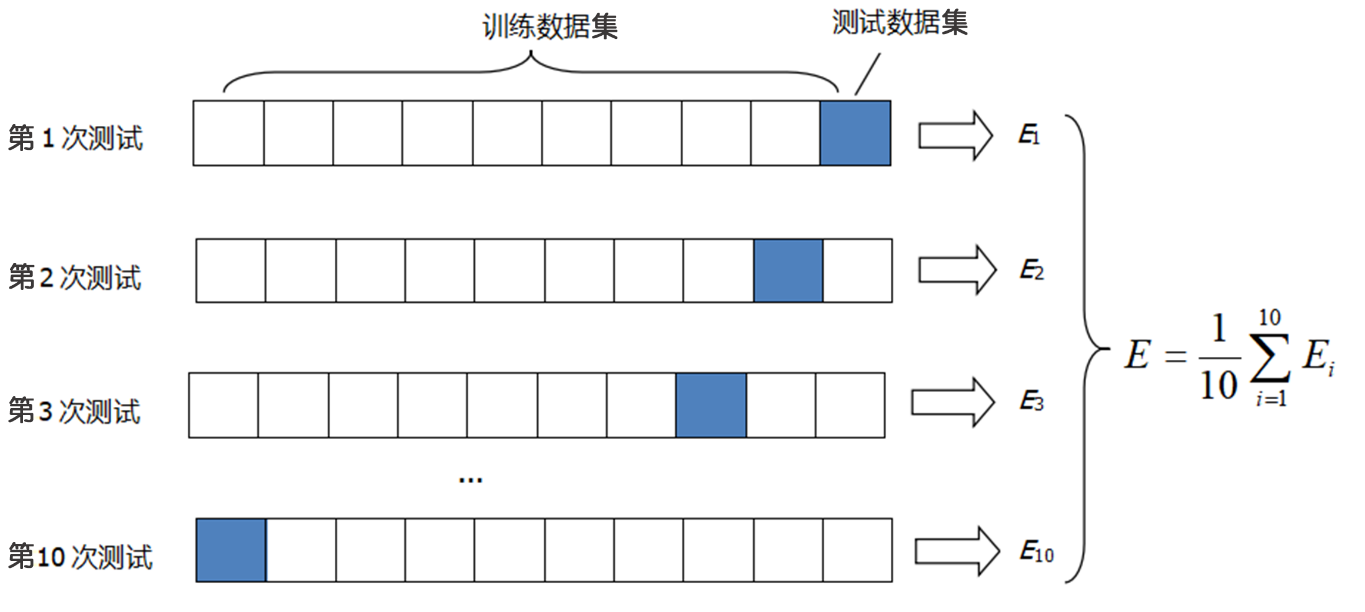 训练数据集
测试数据集
第1次测试
E₁
第2次测试
E₂
第3次测试
E₃
E = 1/10 ∑_{i=1}^{10} E_i
...
第10次测试
E₁₀